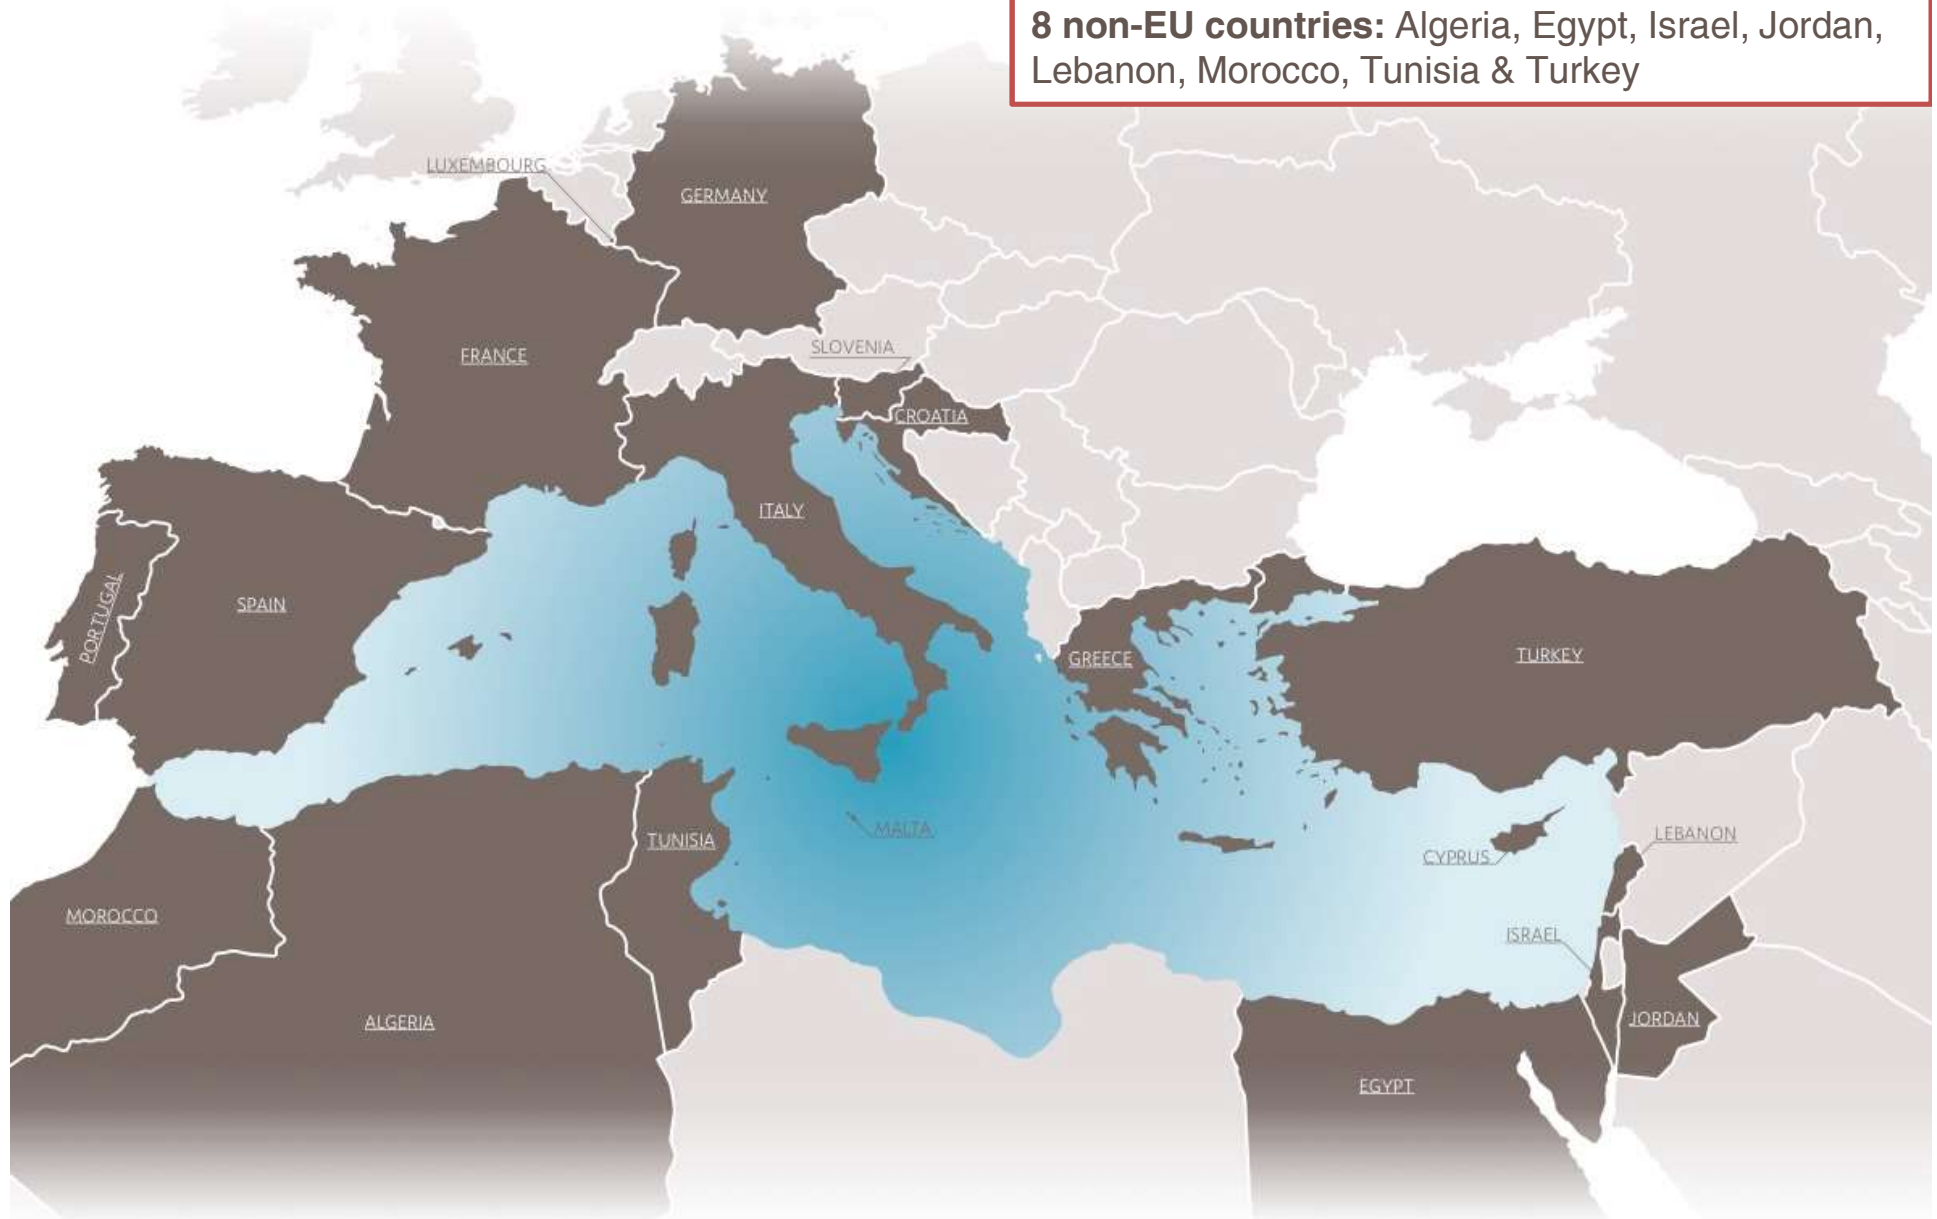 8 non-EU countries: Algeria, Egypt, Israel, Jordan,
Lebanon, Morocco, Tunisia & Turkey
LUXEMBOURG
GERMANY
SLOVENIA
FRANCE
CROATIA
ITALY
PORTUGAL
SPAIN
GREECE
TURKEY
MALTA
TUNISIA
CYPRUS
LEBANON
MOROCCO
ISRAEL
ALGERIA
JORDAN
EGYPT